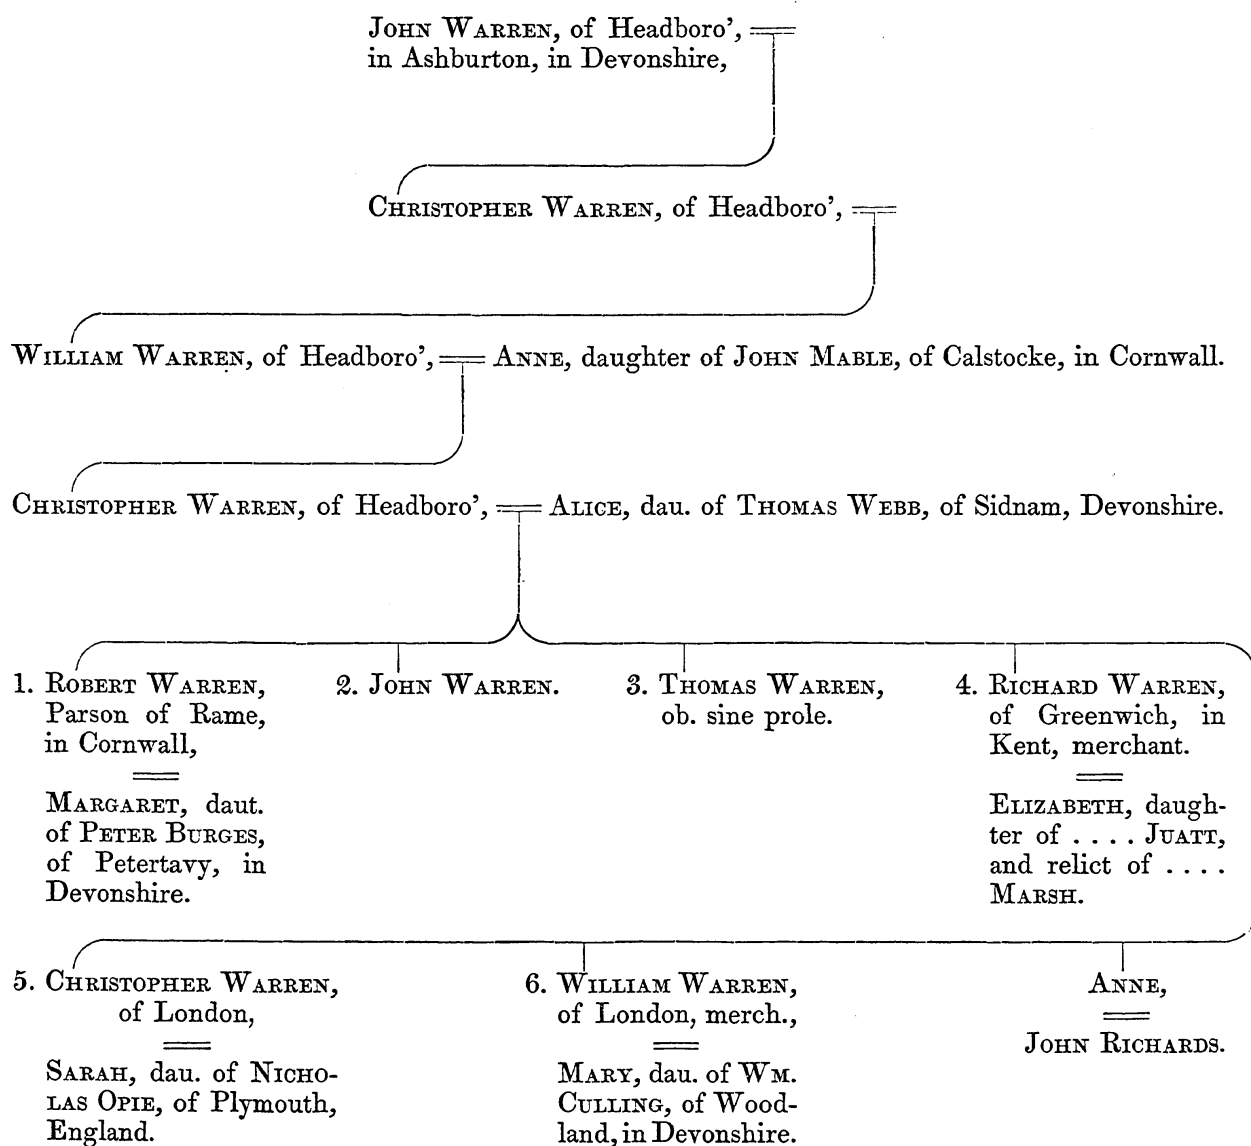 JOHN WARREN, of Headboro',
in Ashburton, in Devonshire,
CHRISTOPHER WARREN, of Headboro',
WILLIAM WARREN, of Headboro', ANNE, daughter of JOHN MABLE, of Calstocke, in Cornwall.
CHRISTOPHER WARREN, of Headboro', ALICE, dau. of THOMAS WEBB, of Sidnam, Devonshire.
1. ROBERT WARREN,
Parson of Rame,
in Cornwall,
MARGARET, daut.
of PETER BURGES,
of Petertavy, in
Devonshire.
2. JOHN WARREN.
3. THOMAS WARREN,
ob. sine prole.
4. RICHARD WARREN,
of Greenwich, in
Kent, merchant.
ELIZABETH, daugh-
ter of . . . . JUATT,
and relict of . . . .
MARSH.
5. CHRISTOPHER WARREN,
of London,
SARAH, dau. of NICHO-
LAS OPIE, of Plymouth,
England.
6. WILLIAM WARREN,
of London, merch.,
MARY, dau. of WM.
CULLING, of Wood-
land, in Devonshire.
ANNE,
JOHN RICHARDS.